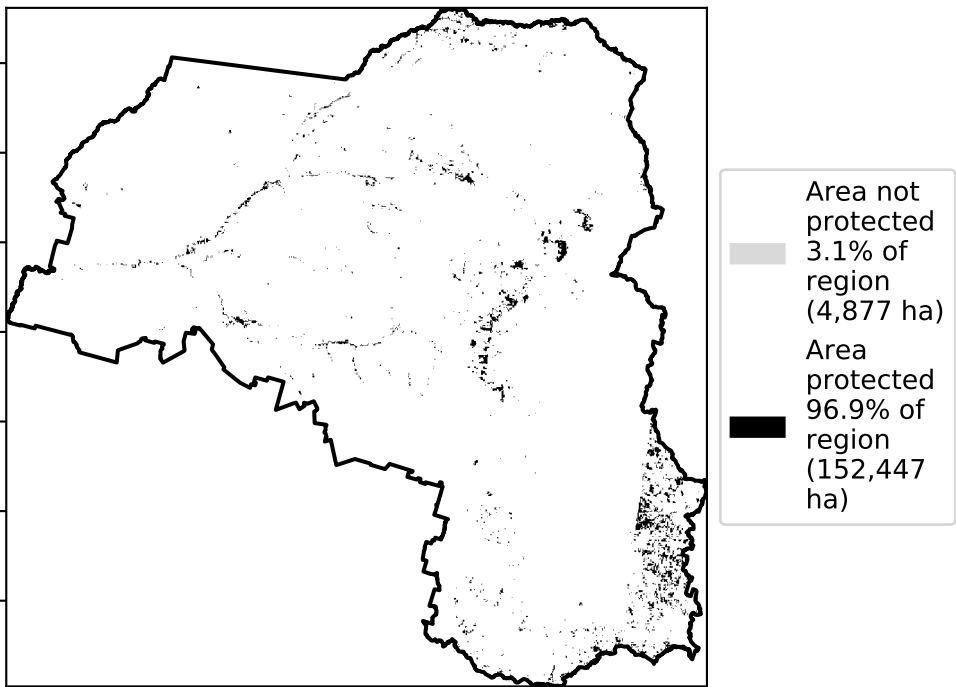 Area not
protected
3.1% of
region
(4,877 ha)
Area
protected
96.9% of
region
(152,447
ha)